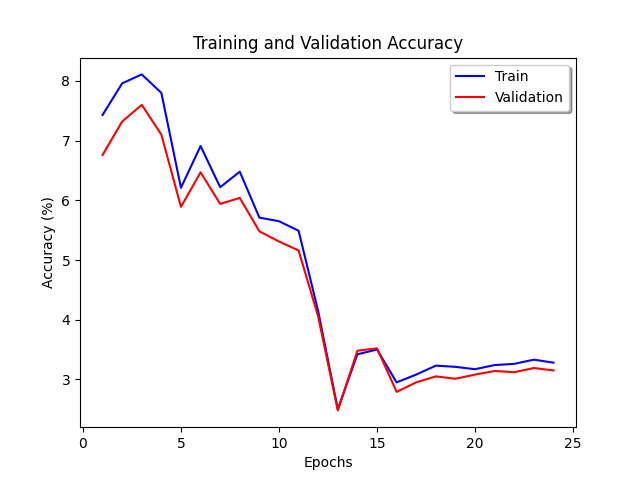 Training and Validation Accuracy
Train
Validation
8
7
6
5
4
3
Accuracy (%)
0 5 10 15 20 25
Epochs